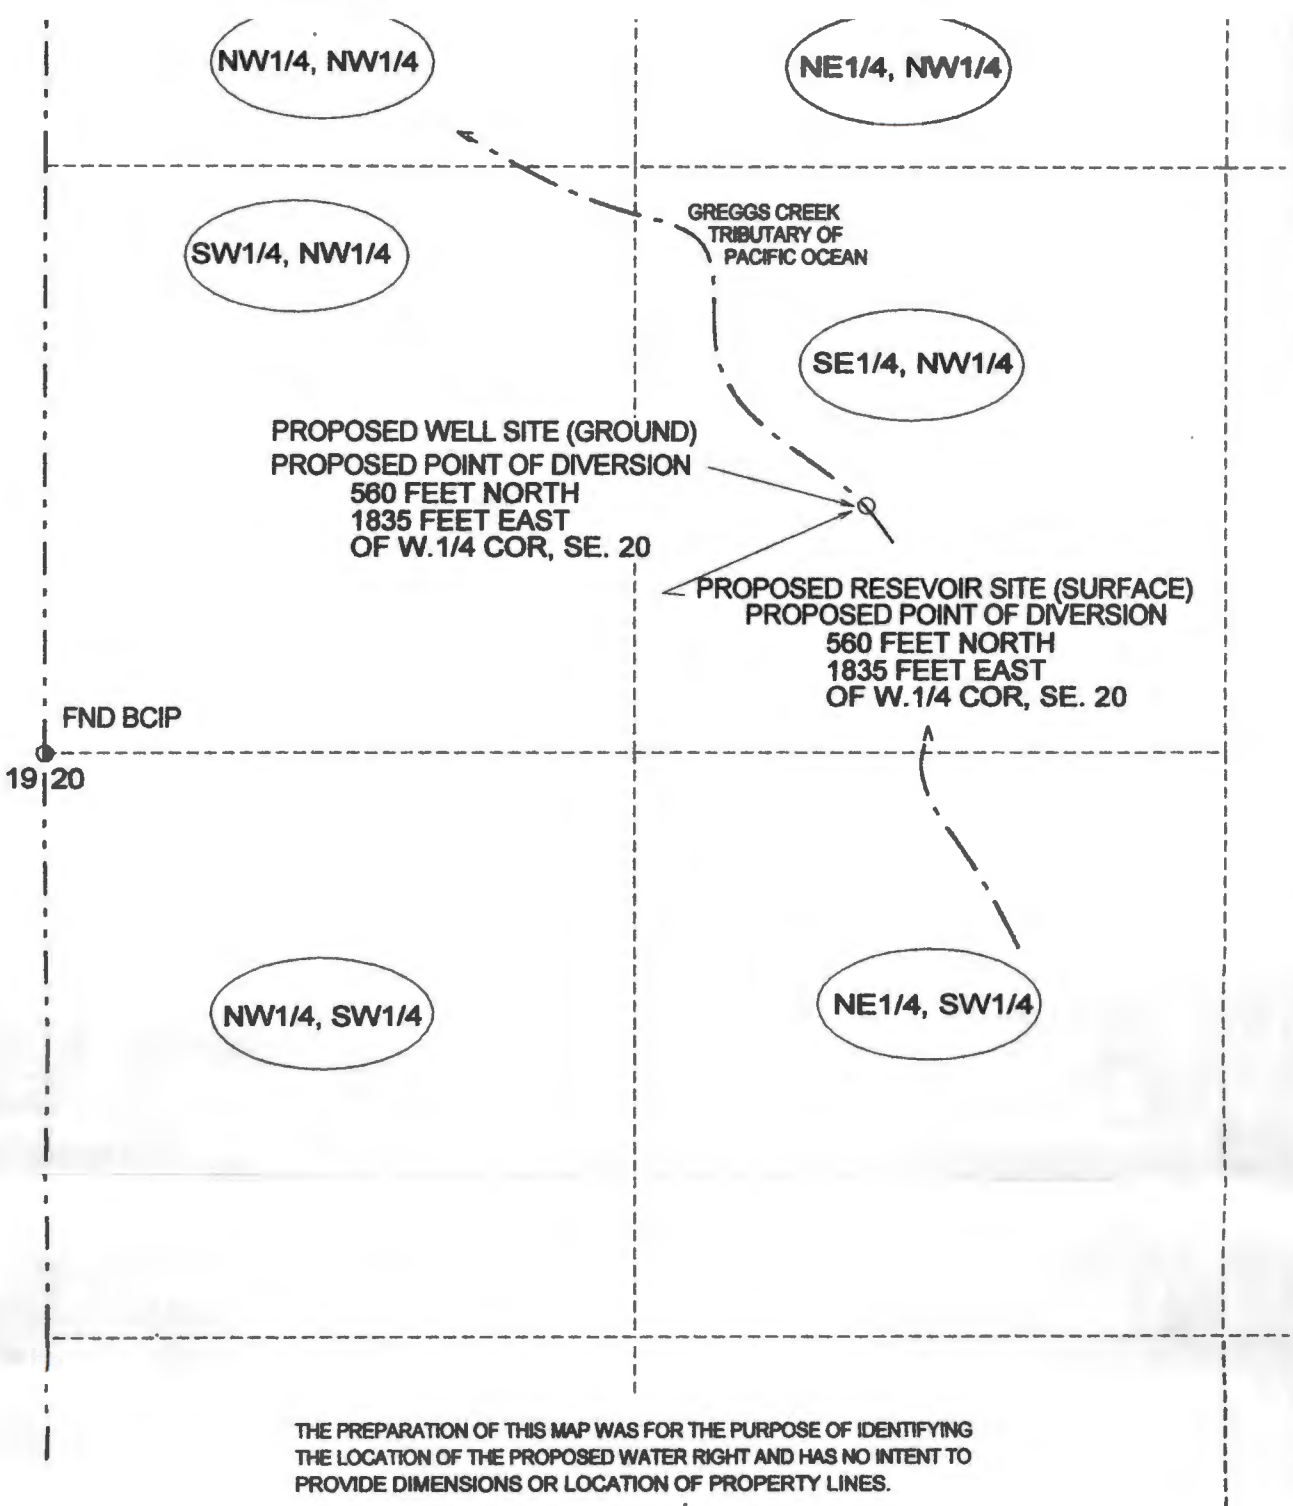 NW1/4, NW1/4
NE1/4, NW1/4
GREGGS CREEK
TRIBUTARY OF
PACIFIC OCEAN
SW1/4, NW1/4
SE1/4, NW1/4
PROPOSED WELL SITE (GROUND)
PROPOSED POINT OF DIVERSION
560 FEET NORTH
1835 FEET EAST
OF W.1/4 COR, SE. 20
PROPOSED RESEVOIR SITE (SURFACE)
PROPOSED POINT OF DIVERSION
560 FEET NORTH
1835 FEET EAST
OF W.1/4 COR, SE. 20
FND BCIP
19 20
NW1/4, SW1/4
NE1/4, SW1/4
THE PREPARATION OF THIS MAP WAS FOR THE PURPOSE OF IDENTIFYING
THE LOCATION OF THE PROPOSED WATER RIGHT AND HAS NO INTENT TO
PROVIDE DIMENSIONS OR LOCATION OF PROPERTY LINES.